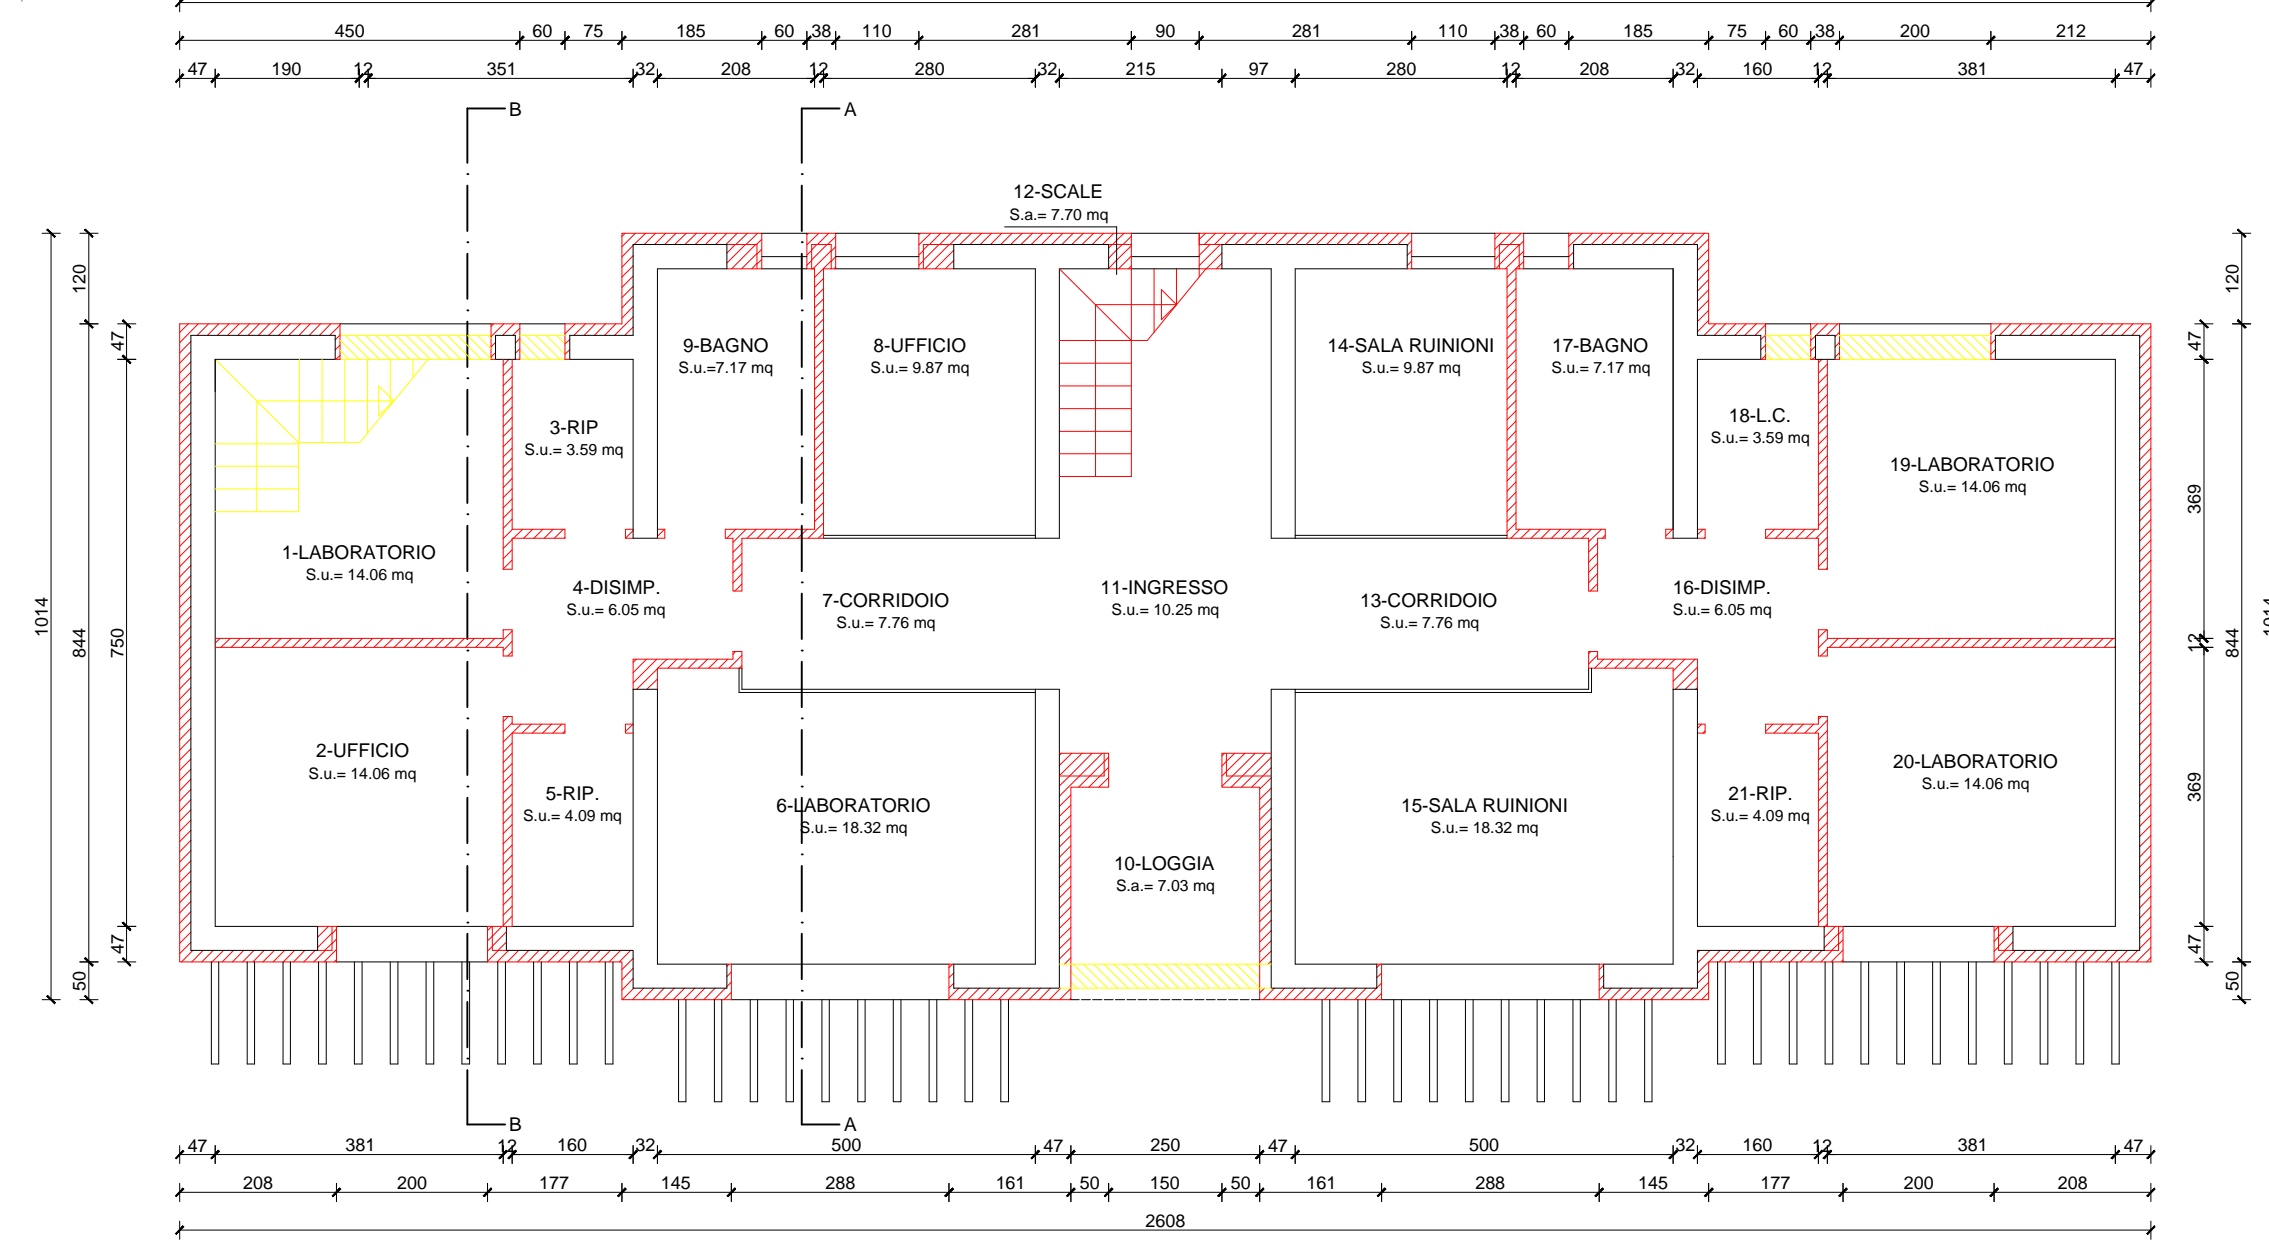 450 60 75 185 60 38 110 281 90 281 110 38 60 185 75 60 38 200 212
47 190 12 351 32 208 12 280 32 215 97 280 12 208 32 160 12 381 47
B A
12-SCALE
S.a.= 7.70 mq
120 120
9-BAGNO
S.u.=7.17 mq
8-UFFICIO
S.u.= 9.87 mq
14-SALA RUINIONI
S.u.= 9.87 mq
17-BAGNO
S.u.= 7.17 mq
47 47
3-RIP
S.u.= 3.59 mq
18-L.C.
S.u.= 3.59 mq
19-LABORATORIO
S.u.= 14.06 mq
369
1-LABORATORIO
S.u.= 14.06 mq
4-DISIMP.
S.u.= 6.05 mq
7-CORRIDOIO
S.u.= 7.76 mq
11-INGRESSO
S.u.= 10.25 mq
13-CORRIDOIO
S.u.= 7.76 mq
16-DISIMP.
S.u.= 6.05 mq
1014 844 750 12 844 1014
2-UFFICIO
S.u.= 14.06 mq
5-RIP.
S.u.= 4.09 mq
6-LABORATORIO
S.u.= 18.32 mq
15-SALA RUINIONI
S.u.= 18.32 mq
21-RIP.
S.u.= 4.09 mq
20-LABORATORIO
S.u.= 14.06 mq
369
10-LOGGIA
S.a.= 7.03 mq
47 47
50 50
B A
47 381 12 160 32 500 47 250 47 500 32 160 12 381 47
208 200 177 145 288 161 50 150 50 161 288 145 177 200 208
2608